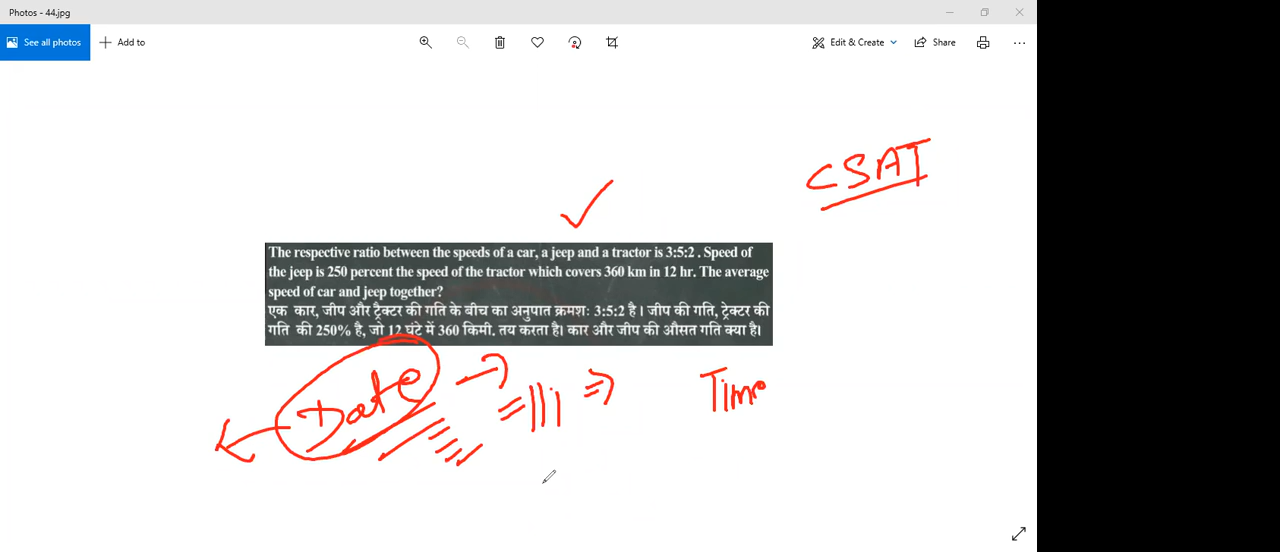 Photos - 44.jpg
See all photos
Add to
Edit & Create
Share
CSAT
The respective ratio between the speeds of a car, a jeep and a tractor is 3:5:2 . Speed of
the jeep is 250 percent the speed of the tractor which covers 360 km in 12 hr. The average
speed of car and jeep together?
एक कार, जीप और ट्रैक्टर की गति के बीच का अनुपात क्रमशः 3:5:2 है। जीप की गति, ट्रेक्टर की
गति की 250% है, जो 12 घंटे में 360 किमी. तय करता है। कार और जीप की औसत गति क्या है।
Date
Time